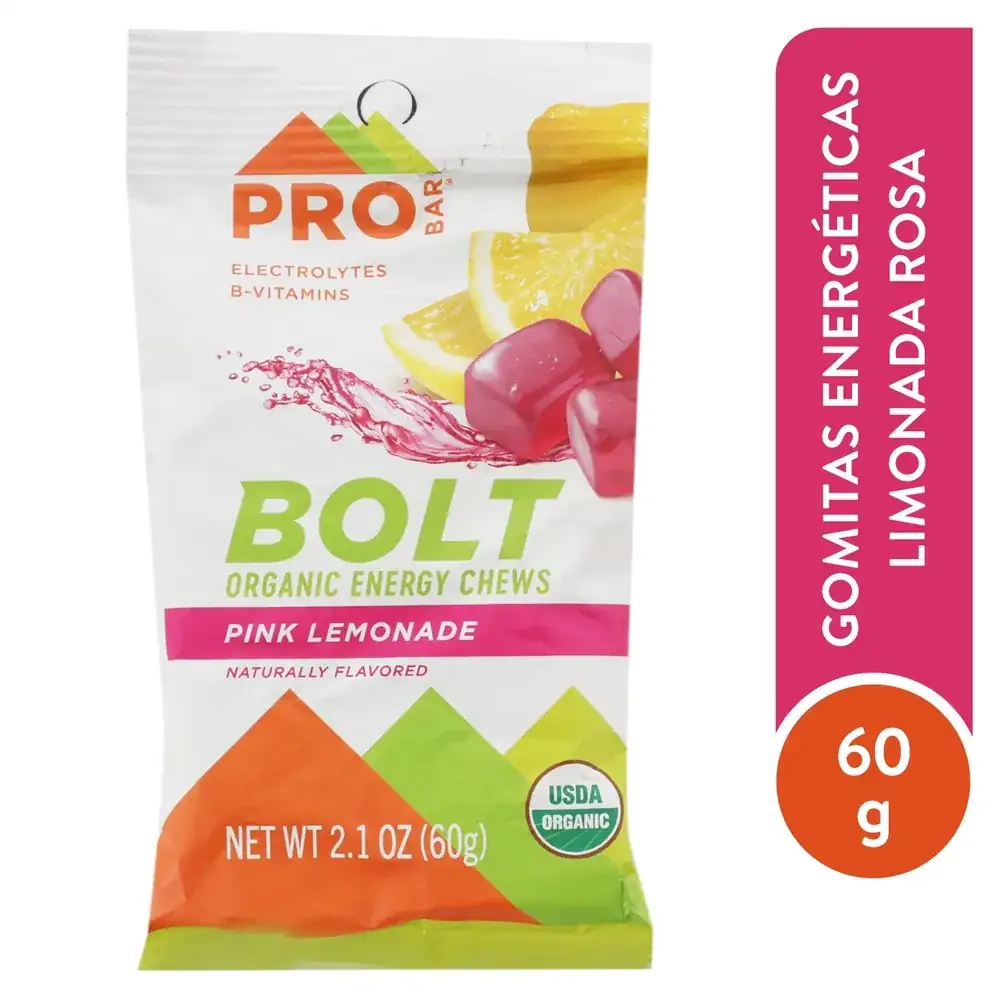 PRO
BAR®
ELECTROLYTES
B-VITAMINS
BOLT
ORGANIC ENERGY CHEWS
PINK LEMONADE
NATURALLY FLAVORED
NET WT 2.1 OZ (60g)
USDA
ORGANIC
GOMITAS ENERGÉTICAS
LIMONADA ROSA
60
g